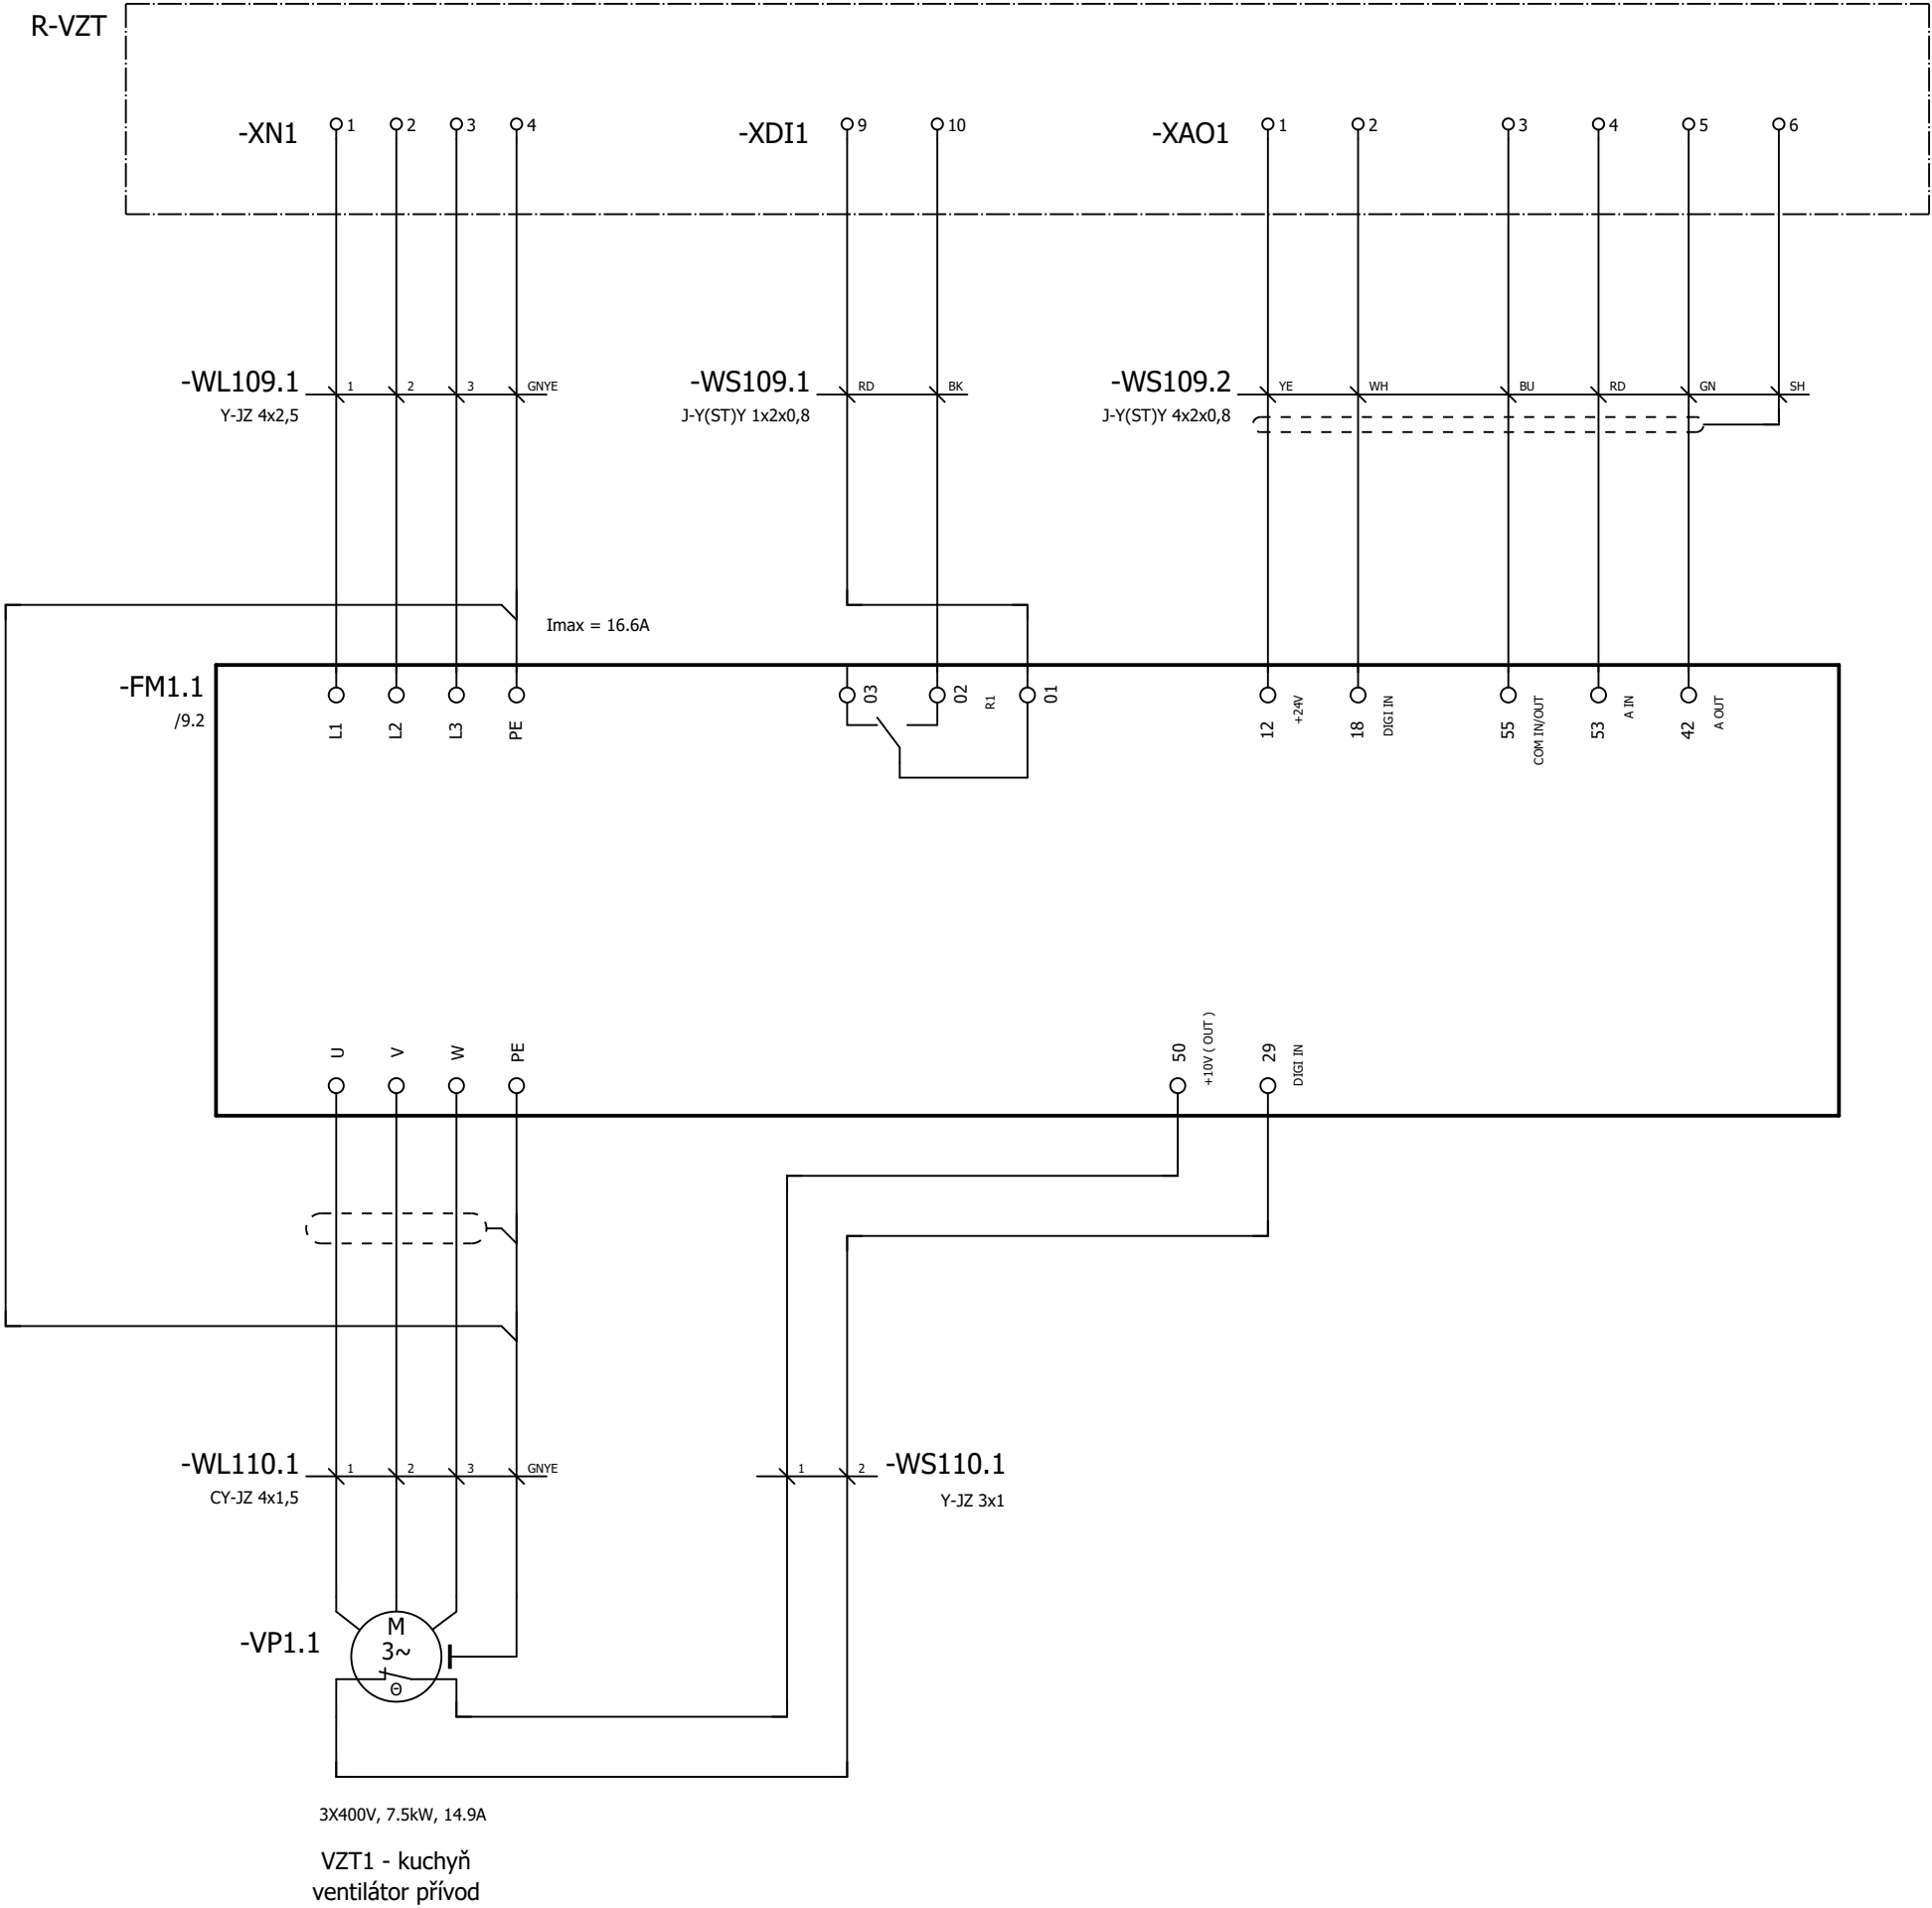 R-VZT
-XN1 1 2 3 4 -XDI1 9 10 -XAO1 1 2 3 4 5 6
-WL109.1 1 2 3 GNYE -WS109.1 RD BK -WS109.2 YE WH BU RD GN SH
Y-JZ 4x2,5 J-Y(ST)Y 1x2x0,8 J-Y(ST)Y 4x2x0,8
Imax = 16.6A
-FM1.1
/9.2
L1 L2 L3 PE 03 02 R1 01 12 +24V 18 DIGI IN 55 COM IN/OUT 53 A IN 42 A OUT
U V W PE 50 +10V ( OUT ) 29 DIGI IN
-WL110.1 1 2 3 GNYE 1 2 -WS110.1
CY-JZ 4x1,5 Y-JZ 3x1
-VP1.1
M
3~
Θ
3X400V, 7.5kW, 14.9A
VZT1 - kuchyň
ventilátor přívod